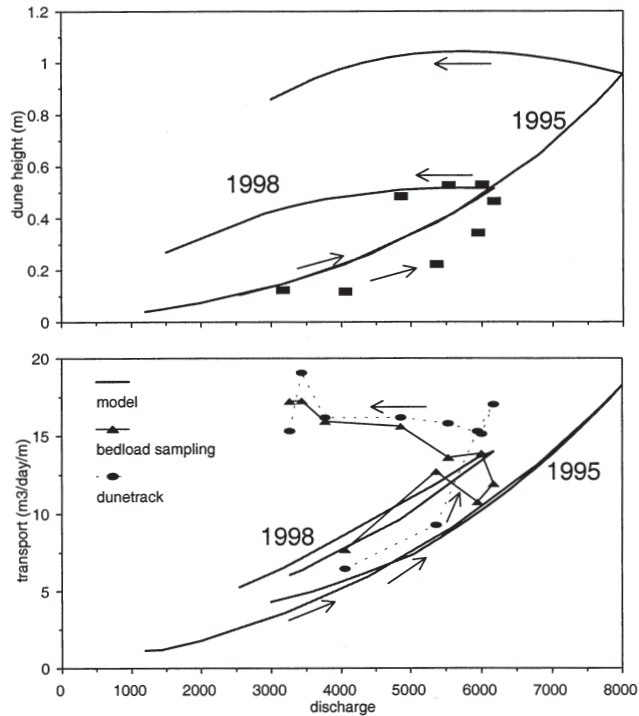 1.2
1
0.8
0.6
0.4
0.2
0
dune height (m)
1995
1998
20
15
10
5
0
transport (m3/day/m)
model
bedload sampling
dunetrack
1998
1995
0 1000 2000 3000 4000 5000 6000 7000 8000
discharge